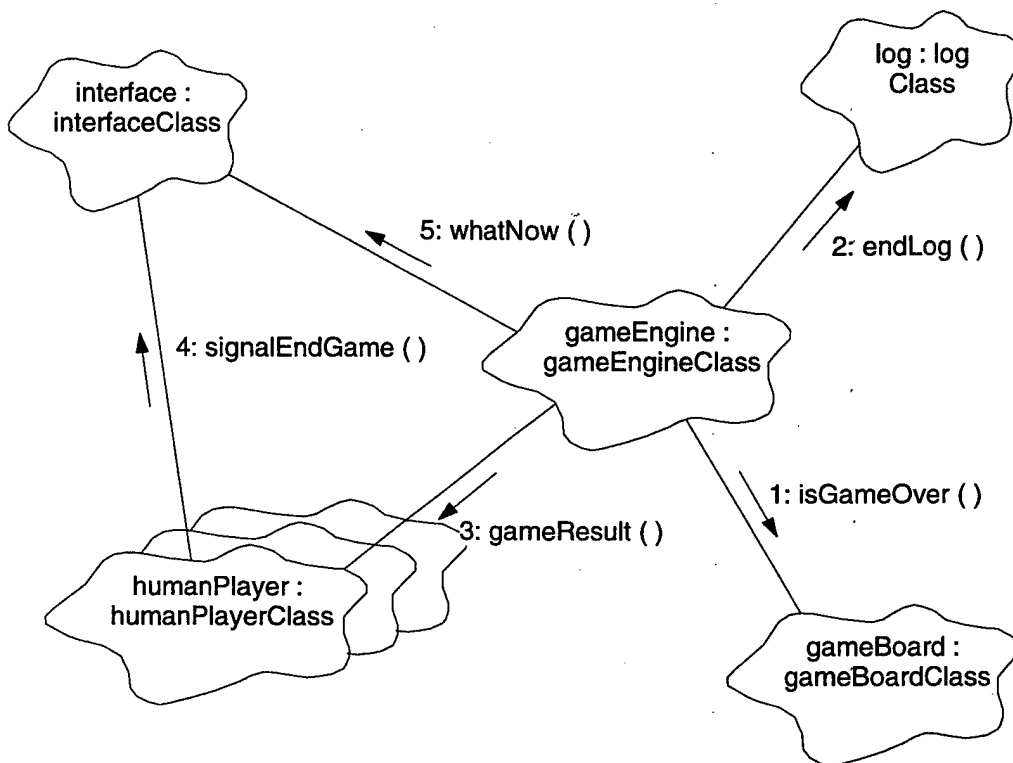 interface :
interfaceClass
log : log
Class
5: whatNow ( )
2: endLog ( )
gameEngine :
gameEngineClass
4: signalEndGame ( )
1: isGameOver ( )
3: gameResult ( )
humanPlayer :
humanPlayerClass
gameBoard :
gameBoardClass